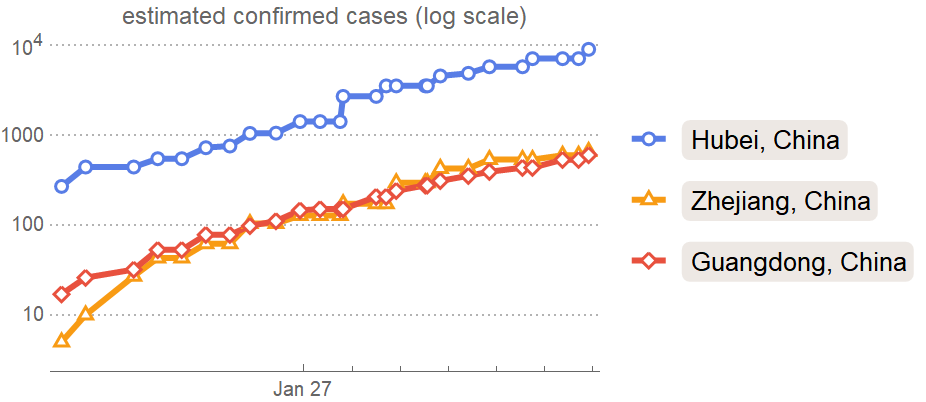 estimated confirmed cases (log scale)
10^4
1000
100
10
Jan 27
Hubei, China
Zhejiang, China
Guangdong, China